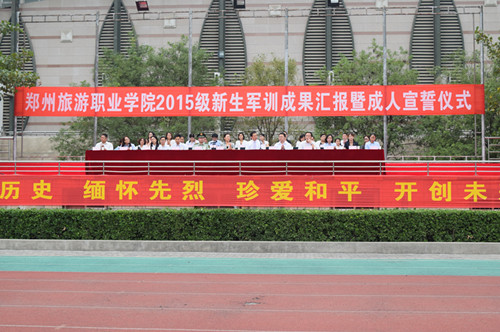 郑州旅游职业学院2015级新生军训成果汇报暨成人宣誓仪式
历史 缅怀先烈 珍爱和平 开创未